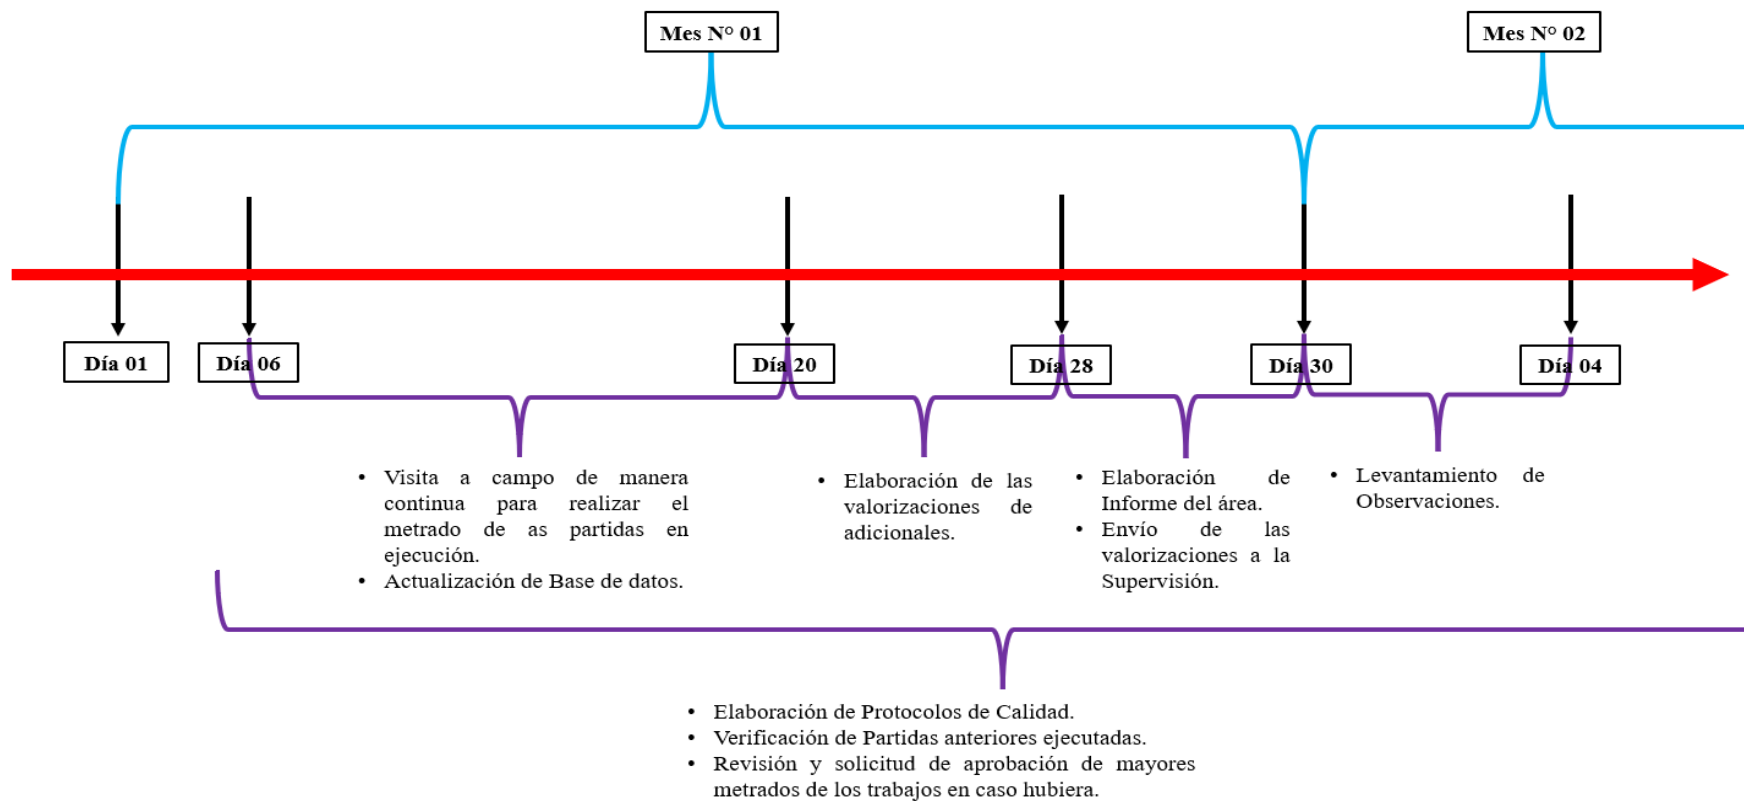 Mes N° 01
Mes N° 02
Día 01
Día 06
Día 20
Día 28
Día 30
Día 04
• Visita a campo de manera
continua para realizar el
metrado de as partidas en
ejecución.
• Actualización de Base de datos.
• Elaboración de las
valorizaciones de
adicionales.
• Elaboración de
Informe del área.
• Envío de las
valorizaciones a la
Supervisión.
• Levantamiento de
Observaciones.
• Elaboración de Protocolos de Calidad.
• Verificación de Partidas anteriores ejecutadas.
• Revisión y solicitud de aprobación de mayores
metrados de los trabajos en caso hubiera.